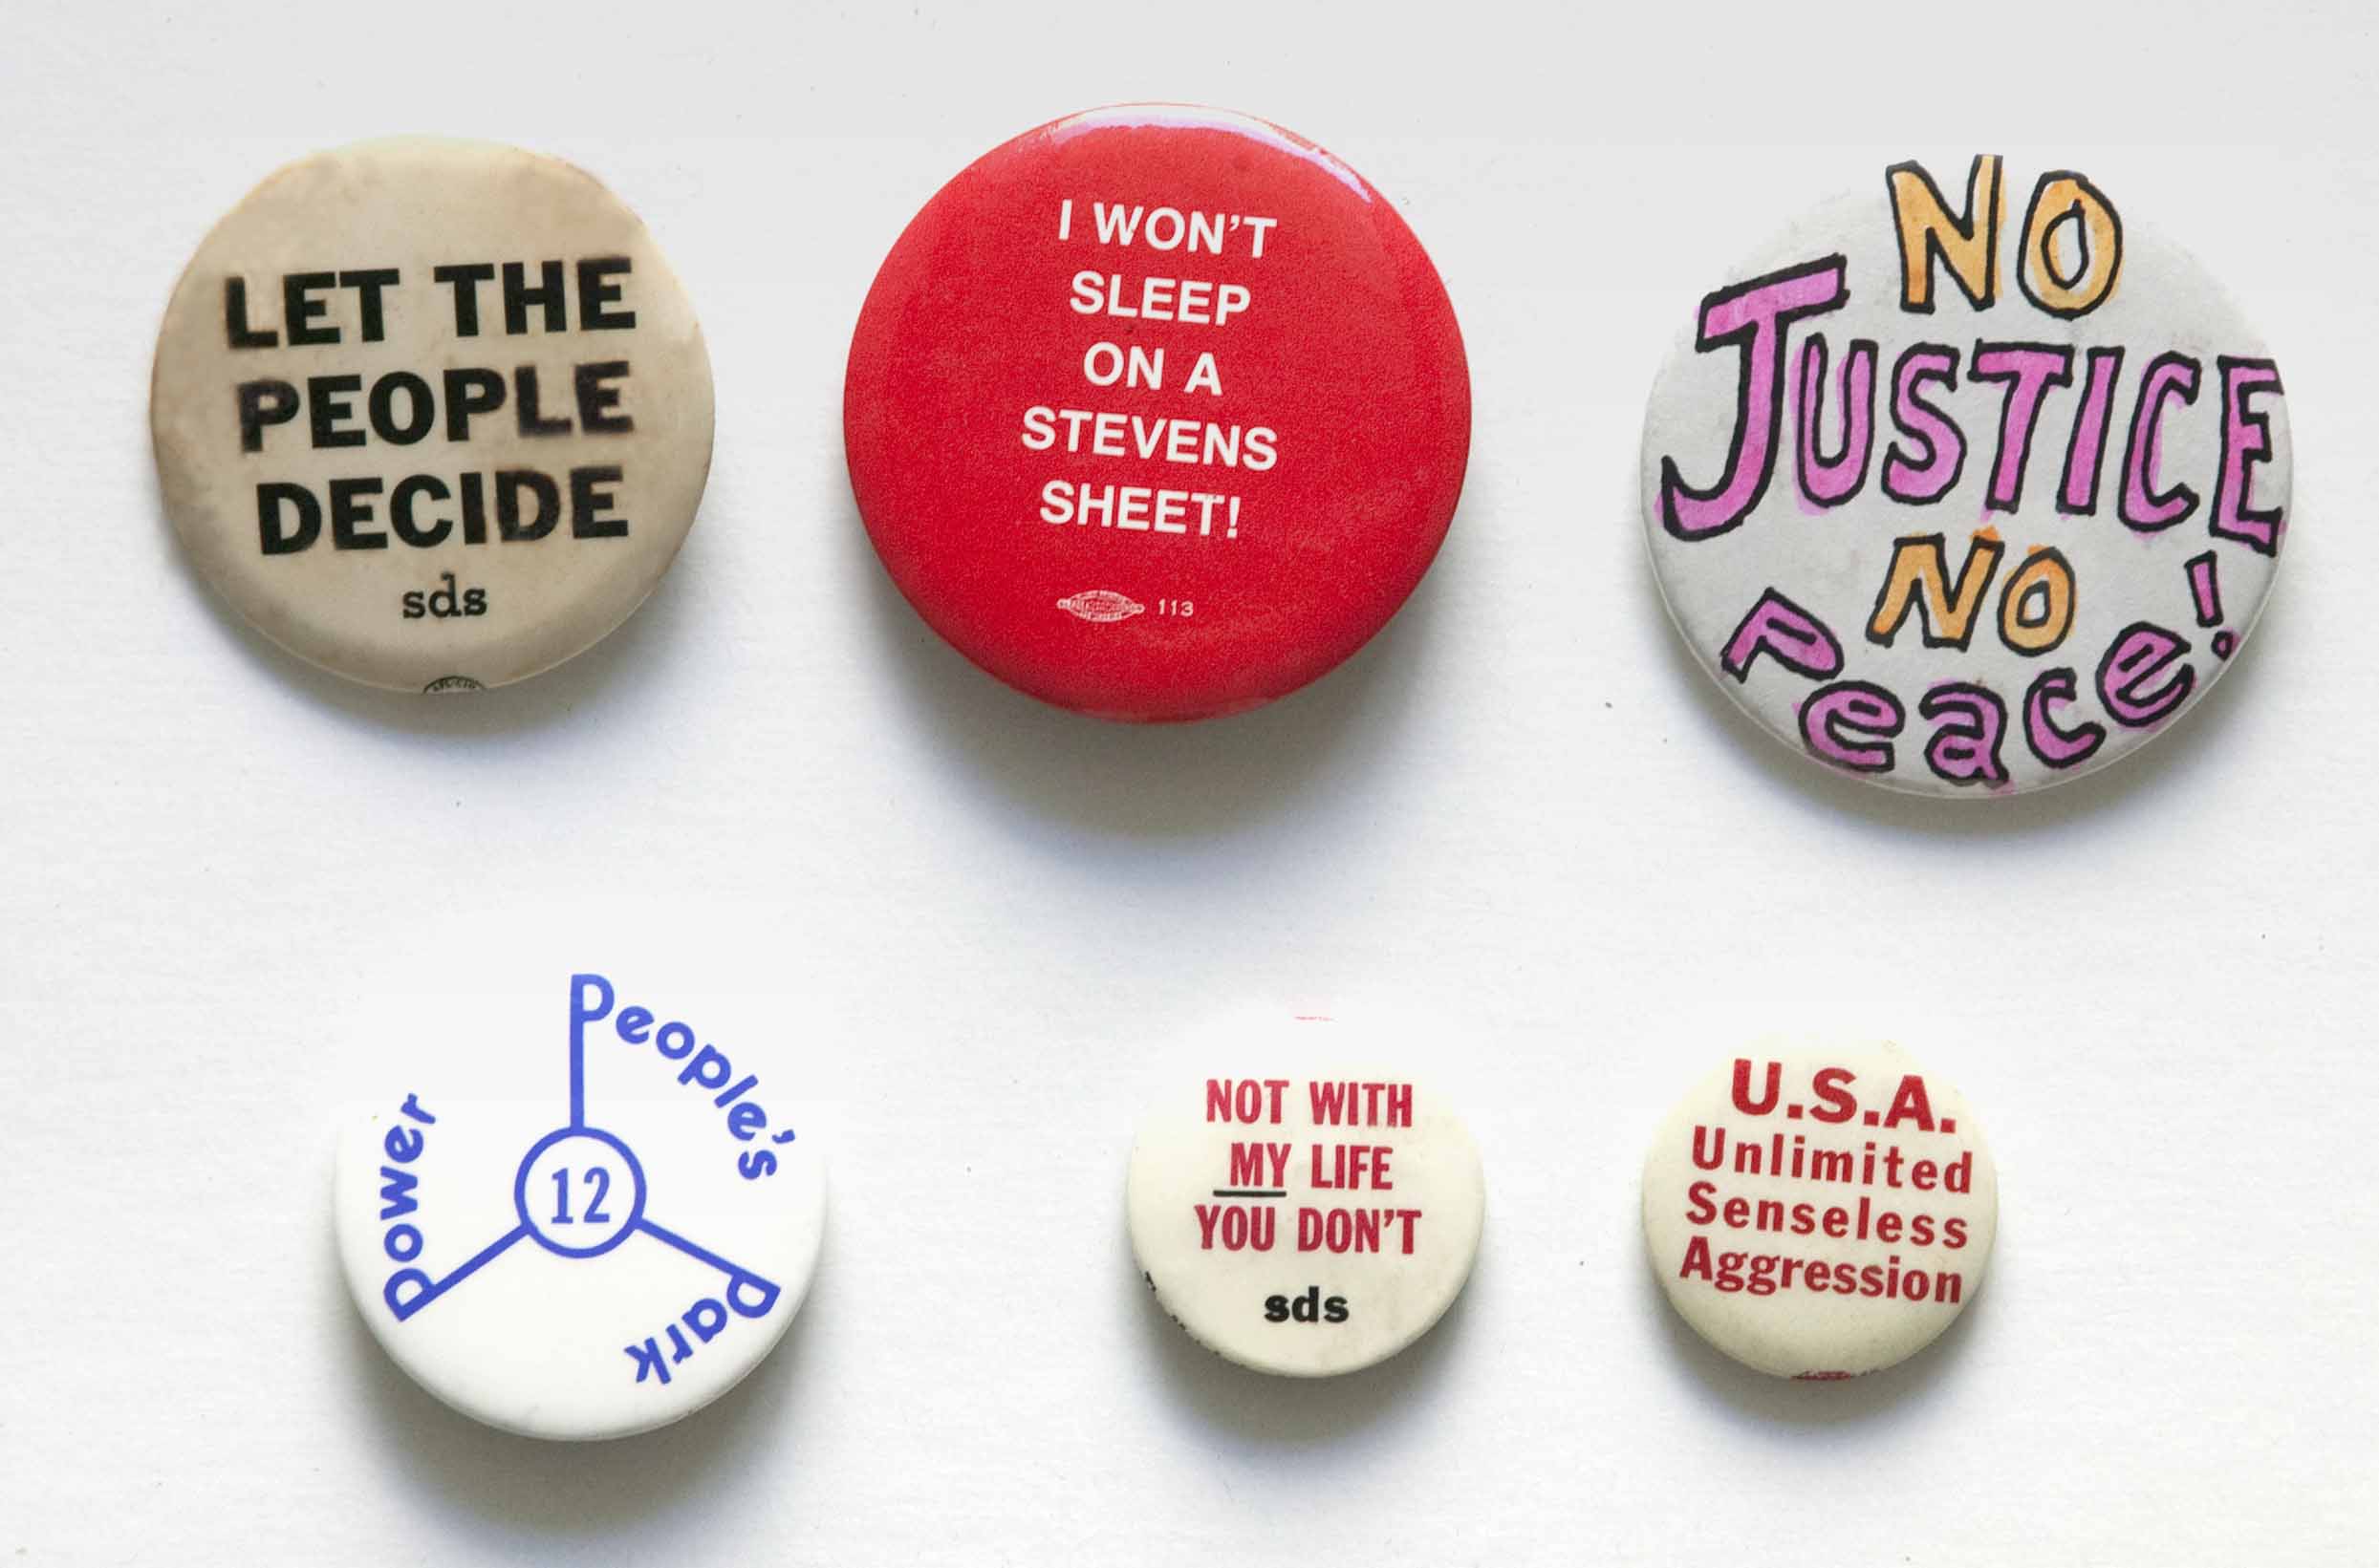 LET THE
PEOPLE
DECIDE
sds
I WON'T
SLEEP
ON A
STEVENS
SHEET!
113
NO
JUSTICE
NO
Peace!
People's
Park
Power
12
NOT WITH
MY LIFE
YOU DON'T
sds
U.S.A.
Unlimited
Senseless
Aggression